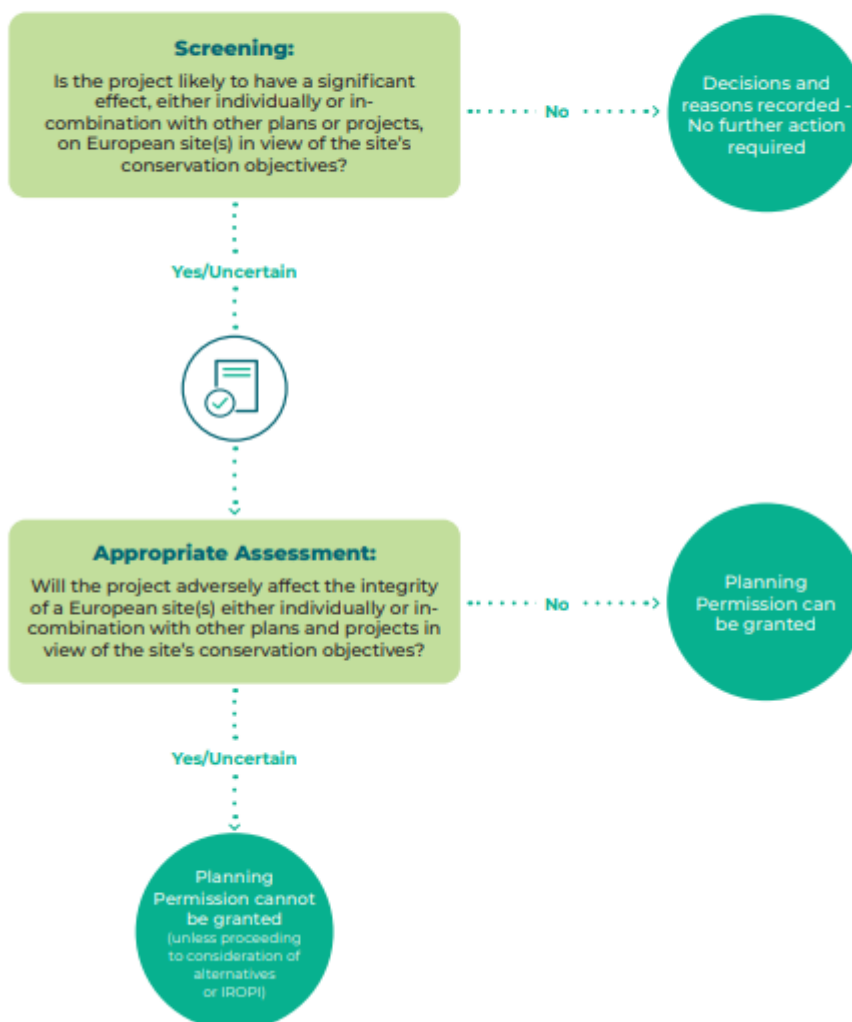 Screening:
Is the project likely to have a significant
effect, either individually or in-
combination with other plans or projects,
on European site(s) in view of the site's
conservation objectives?
No
Decisions and
reasons recorded -
No further action
required
Yes/Uncertain
Appropriate Assessment:
Will the project adversely affect the integrity
of a European site(s) either individually or in-
combination with other plans and projects in
view of the site's conservation objectives?
No
Planning
Permission can
be granted
Yes/Uncertain
Planning
Permission cannot
be granted
(unless proceeding
to consideration of
alternatives
or IROPI)